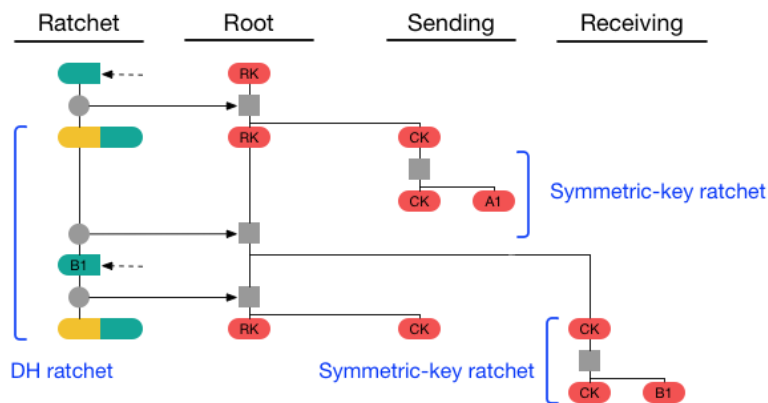 Ratchet Root Sending Receiving
RK
RK CK
Symmetric-key ratchet
CK A1
B1
RK CK CK
DH ratchet Symmetric-key ratchet
CK B1